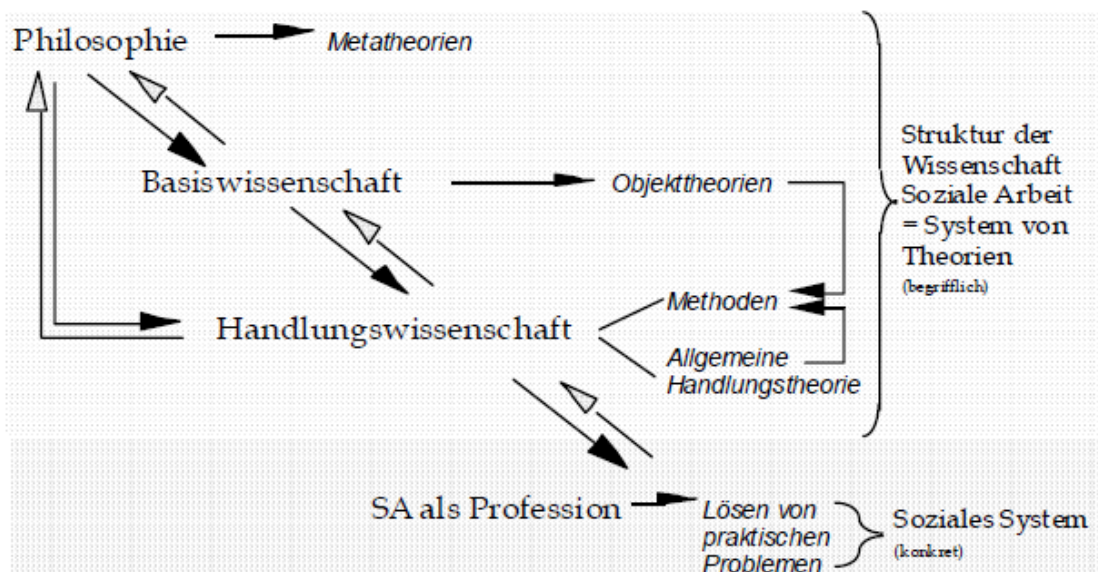 Philosophie
Metatheorien
Basiswissenschaft
Objekttheorien
Struktur der
Wissenschaft
Soziale Arbeit
= System von
Theorien
(begrifflich)
Handlungswissenschaft
Methoden
Allgemeine
Handlungstheorie
SA als Profession
Lösen von
praktischen
Problemen
Soziales System
(konkret)